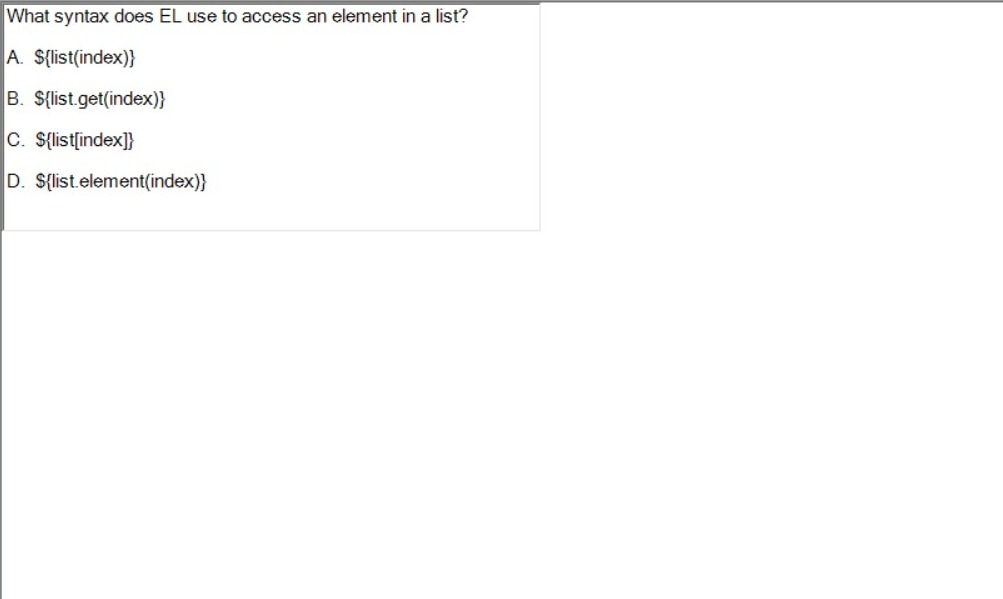 What syntax does EL use to access an element in a list?
A. ${list(index)}
B. ${list.get(index)}
C. ${list[index]}
D. ${list.element(index)}